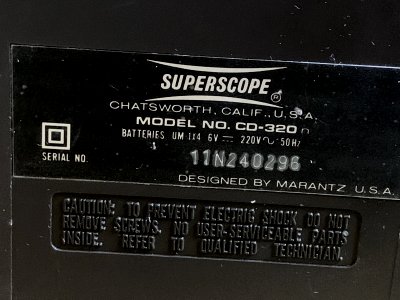 SUPERSCOPE
®
CHATSWORTH, CALIF., U.S.A.
MODEL NO. CD-320
BATTERIES UM 1x4 6V ⎓ 220V~50Hz
SERIAL NO.
11N240296
DESIGNED BY MARANTZ, U.S.A.
CAUTION: TO PREVENT ELECTRIC SHOCK DO NOT
REMOVE SCREWS. NO USER-SERVICEABLE PARTS
INSIDE. REFER TO QUALIFIED TECHNICIAN.